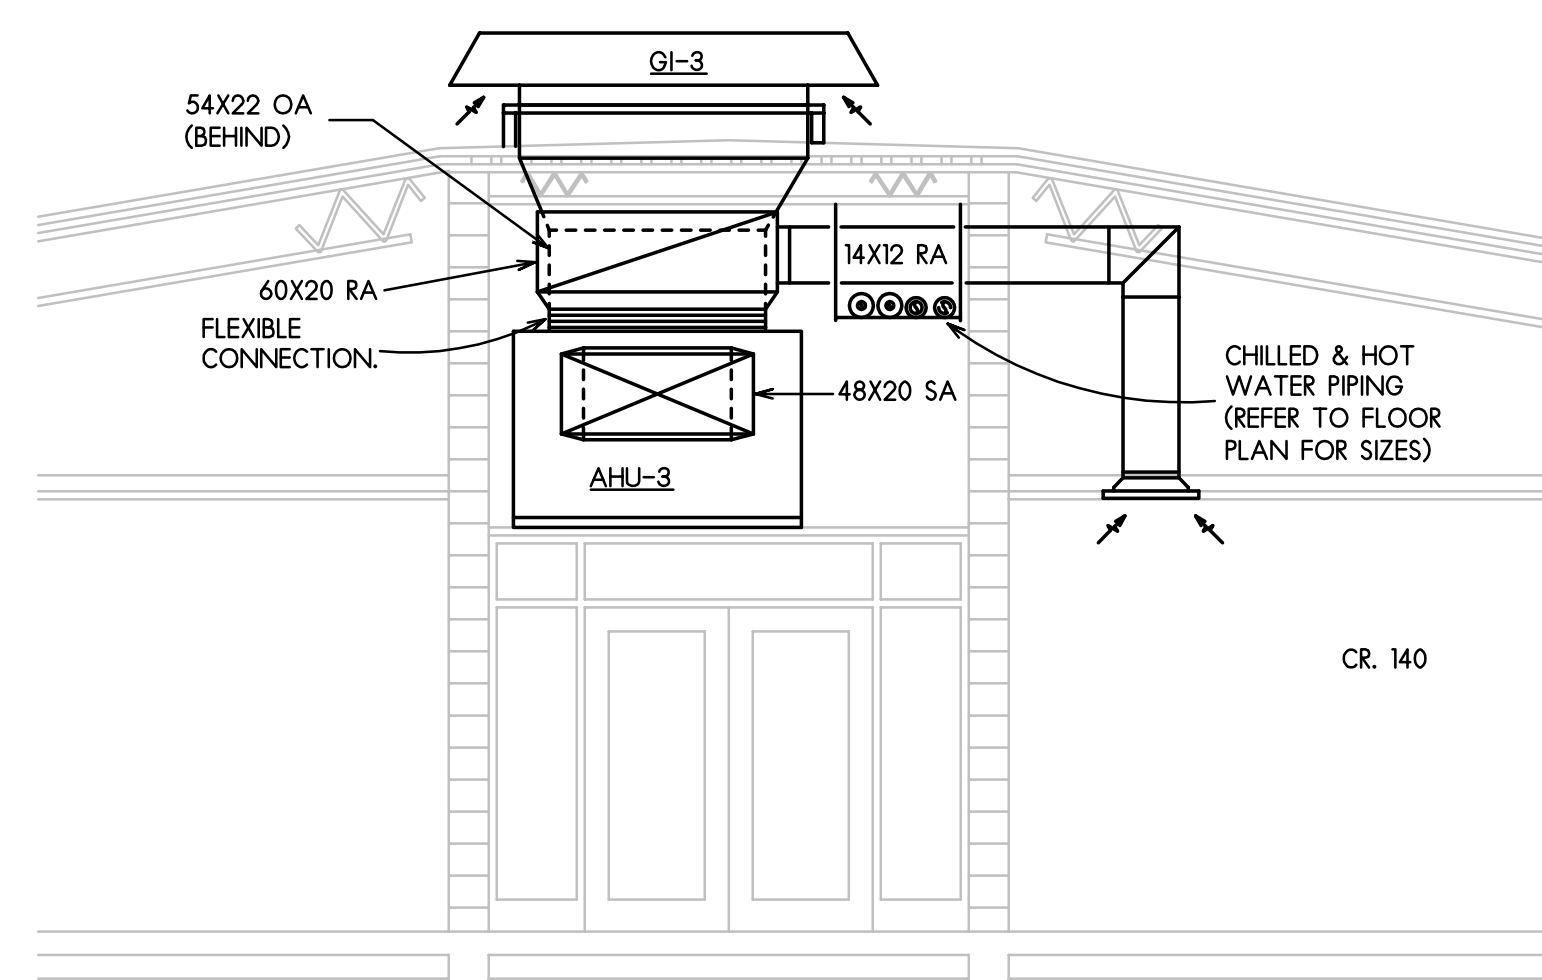 GI-3
54X22 OA
(BEHIND)
60X20 RA
FLEXIBLE
CONNECTION.
14X12 RA
48X20 SA
CHILLED & HOT
WATER PIPING
(REFER TO FLOOR
PLAN FOR SIZES)
AHU-3
CR. 140